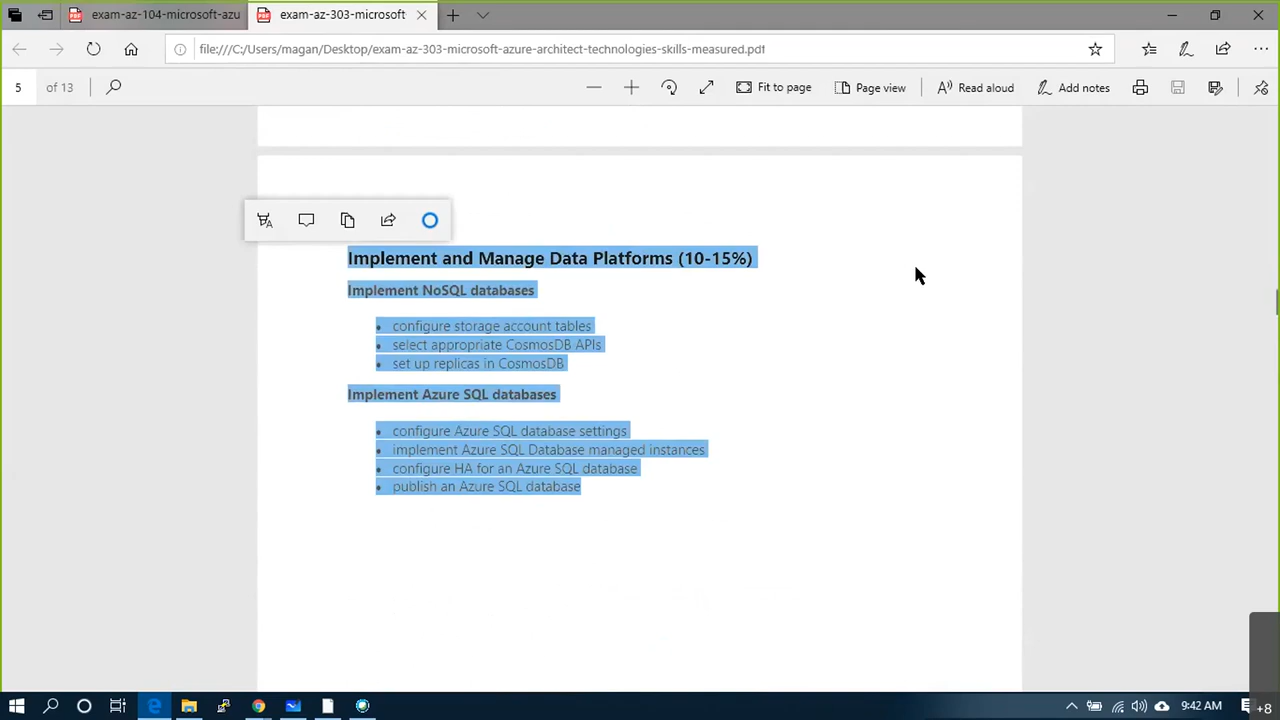 exam-az-104-microsoft-azu
exam-az-303-microsoft
file:///C:/Users/magan/Desktop/exam-az-303-microsoft-azure-architect-technologies-skills-measured.pdf
5 of 13
Fit to page
Page view
Read aloud
Add notes
Implement and Manage Data Platforms (10-15%)
Implement NoSQL databases
• configure storage account tables
• select appropriate CosmosDB APIs
• set up replicas in CosmosDB
Implement Azure SQL databases
• configure Azure SQL database settings
• implement Azure SQL Database managed instances
• configure HA for an Azure SQL database
• publish an Azure SQL database
9:42 AM
+8